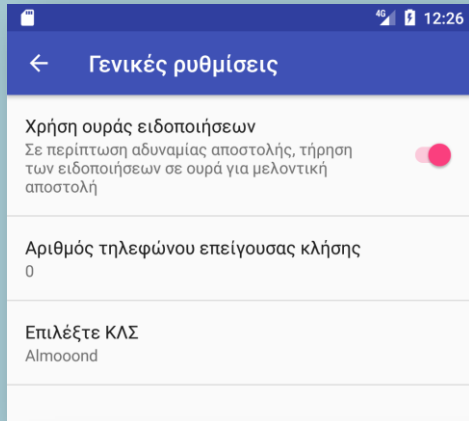 4G 12:26
Γενικές ρυθμίσεις
Χρήση ουράς ειδοποιήσεων
Σε περίπτωση αδυναμίας αποστολής, τήρηση
των ειδοποιήσεων σε ουρά για μελοντική
αποστολή
Αριθμός τηλεφώνου επείγουσας κλήσης
0
Επιλέξτε ΚΛΣ
Almooond